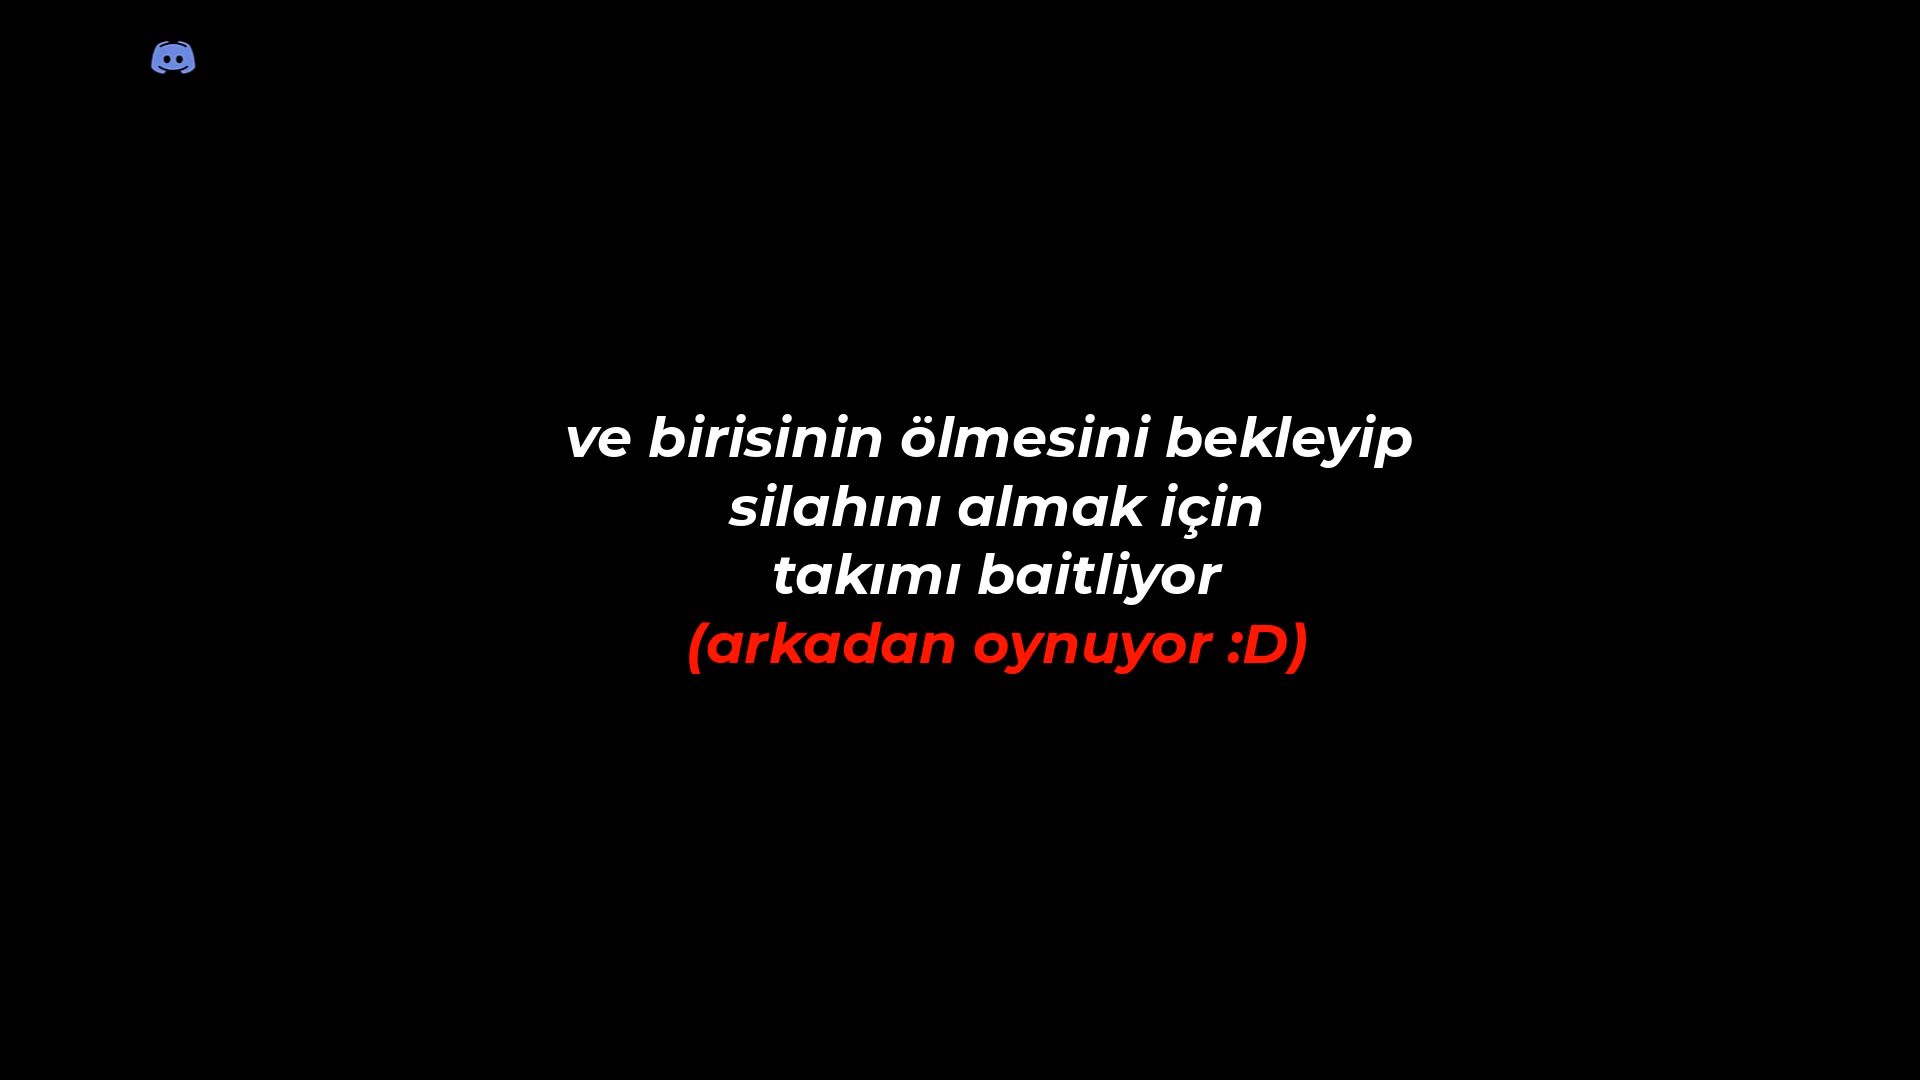 ve birisinin ölmesini bekleyip
silahını almak için
takımı baitliyor
(arkadan oynuyor :D)